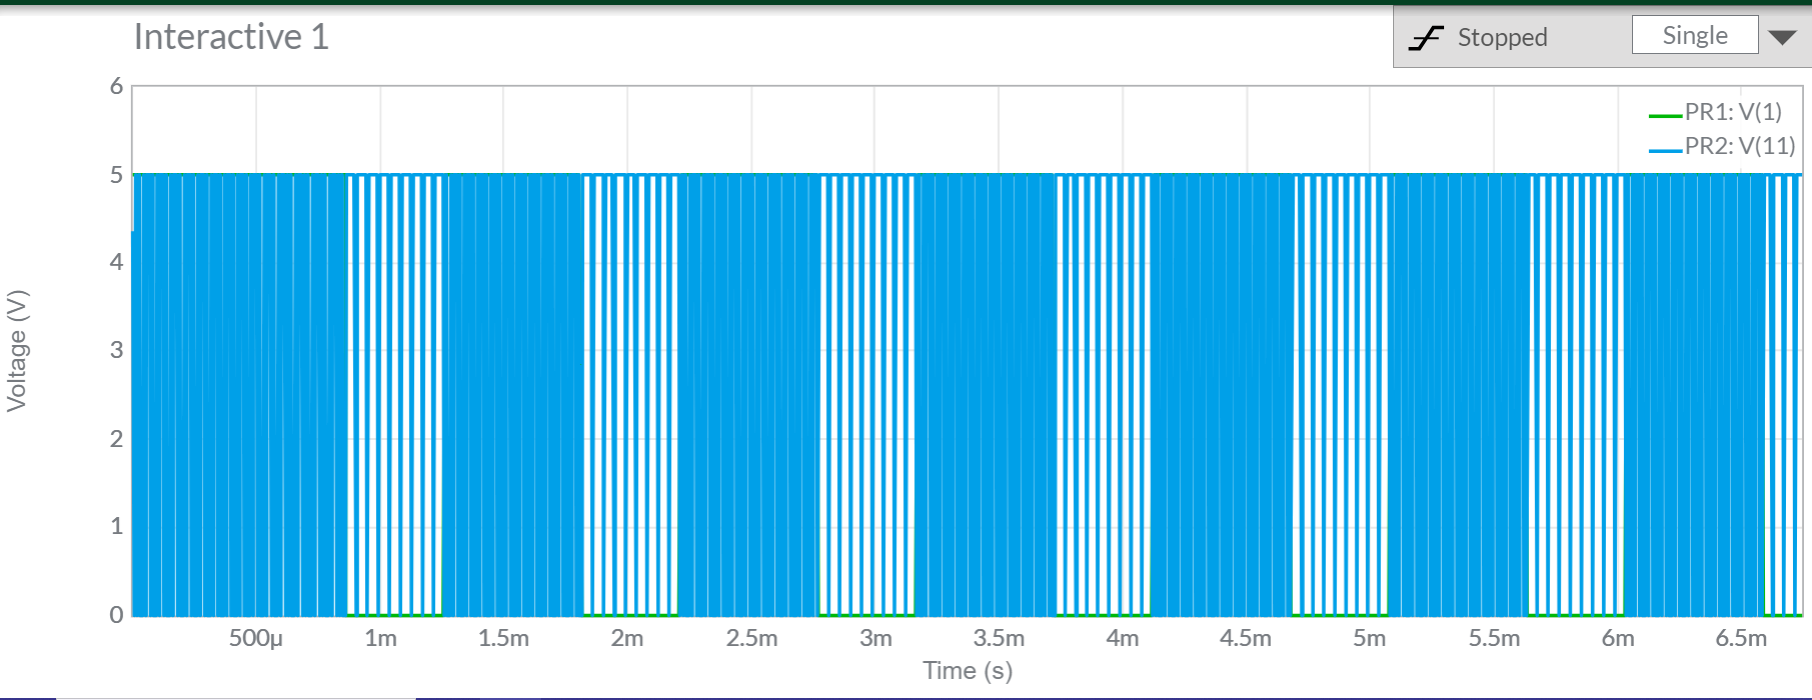 Interactive 1
Stopped
Single
6
PR1: V(1)
PR2: V(11)
5
4
3
2
1
0
Voltage (V)
500µ 1m 1.5m 2m 2.5m 3m 3.5m 4m 4.5m 5m 5.5m 6m 6.5m
Time (s)